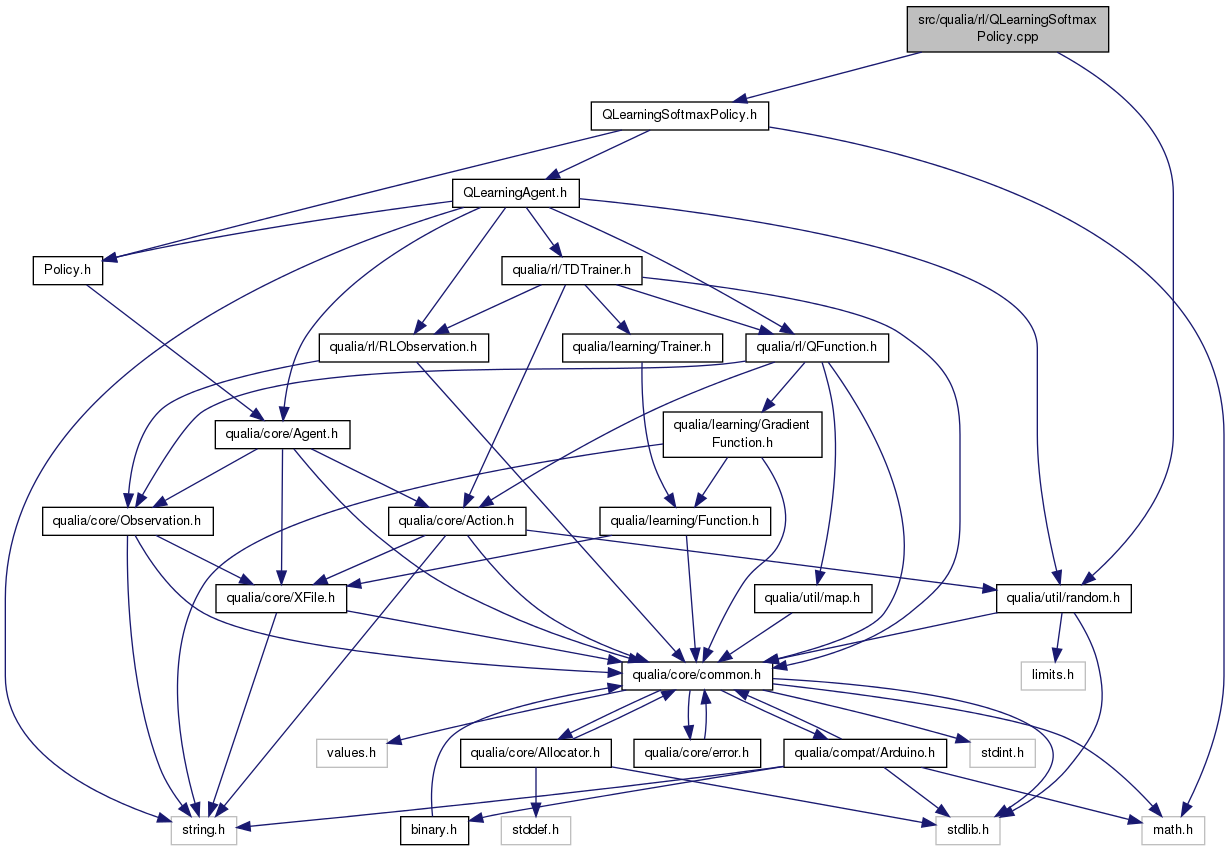 src/qualia/rl/QLearningSoftmax
Policy.cpp
QLearningSoftmaxPolicy.h
QLearningAgent.h
Policy.h
qualia/rl/TDTrainer.h
qualia/rl/RLObservation.h
qualia/learning/Trainer.h
qualia/rl/QFunction.h
qualia/core/Agent.h
qualia/learning/Gradient
Function.h
qualia/core/Observation.h
qualia/core/Action.h
qualia/learning/Function.h
qualia/core/XFile.h
qualia/util/map.h
qualia/util/random.h
qualia/core/common.h
limits.h
values.h
qualia/core/Allocator.h
qualia/core/error.h
qualia/compat/Arduino.h
stdint.h
string.h
binary.h
stddef.h
stdlib.h
math.h